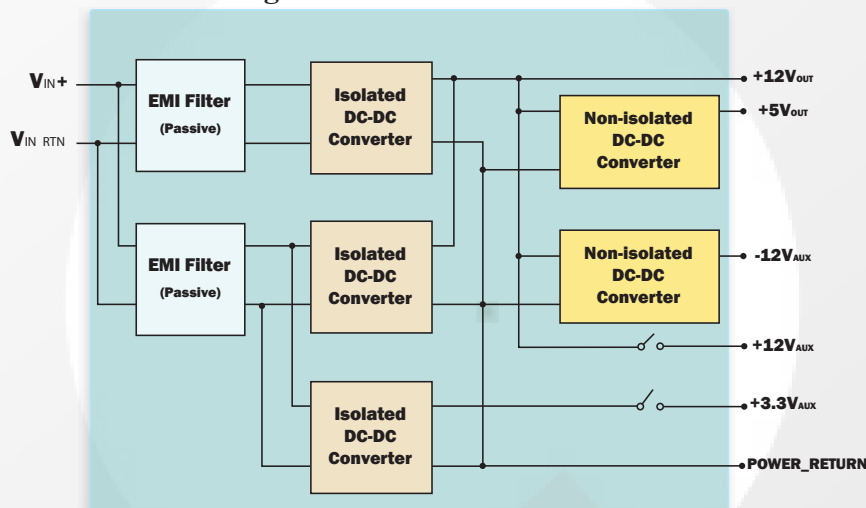 VIN+
VIN RTN
EMI Filter
(Passive)
Isolated
DC-DC
Converter
+12VOUT
+5VOUT
Non-isolated
DC-DC
Converter
EMI Filter
(Passive)
Isolated
DC-DC
Converter
Non-isolated
DC-DC
Converter
-12VAUX
+12VAUX
Isolated
DC-DC
Converter
+3.3VAUX
POWER_RETURN